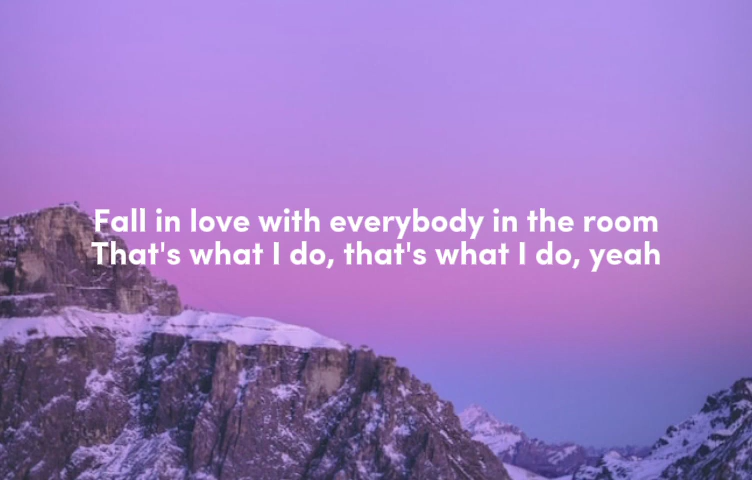 Fall in love with everybody in the room
That's what I do, that's what I do, yeah